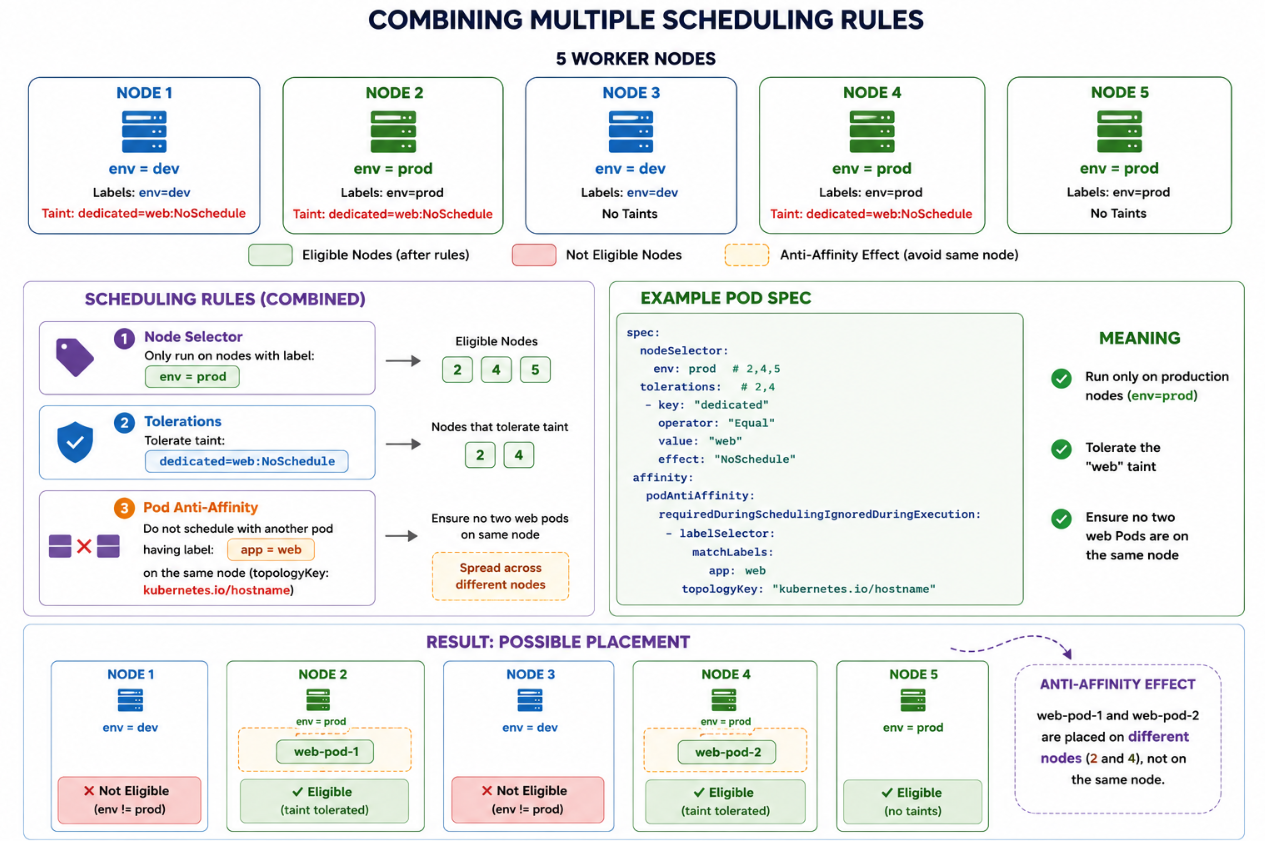 COMBINING MULTIPLE SCHEDULING RULES
5 WORKER NODES
NODE 1
env = dev
Labels: env=dev
Taint: dedicated=web:NoSchedule
NODE 2
env = prod
Labels: env=prod
Taint: dedicated=web:NoSchedule
NODE 3
env = dev
Labels: env=dev
No Taints
NODE 4
env = prod
Labels: env=prod
Taint: dedicated=web:NoSchedule
NODE 5
env = prod
Labels: env=prod
No Taints
Eligible Nodes (after rules)
Not Eligible Nodes
Anti-Affinity Effect (avoid same node)
SCHEDULING RULES (COMBINED)
1 Node Selector
Only run on nodes with label:
env = prod
Eligible Nodes
2 4 5
2 Tolerations
Tolerate taint:
dedicated=web:NoSchedule
Nodes that tolerate taint
2 4
3 Pod Anti-Affinity
Do not schedule with another pod
having label: app = web
on the same node (topologyKey:
kubernetes.io/hostname)
Ensure no two web pods
on same node
Spread across
different nodes
EXAMPLE POD SPEC
spec:
nodeSelector:
env: prod # 2,4,5
tolerations: # 2,4
- key: "dedicated"
operator: "Equal"
value: "web"
effect: "NoSchedule"
affinity:
podAntiAffinity:
requiredDuringSchedulingIgnoredDuringExecution:
- labelSelector:
matchLabels:
app: web
topologyKey: "kubernetes.io/hostname"
MEANING
Run only on production
nodes (env=prod)
Tolerate the
"web" taint
Ensure no two
web Pods are on
the same node
RESULT: POSSIBLE PLACEMENT
NODE 1
env = dev
Not Eligible
(env != prod)
NODE 2
env = prod
web-pod-1
Eligible
(taint tolerated)
NODE 3
env = dev
Not Eligible
(env != prod)
NODE 4
env = prod
web-pod-2
Eligible
(taint tolerated)
NODE 5
env = prod
Eligible
(no taints)
ANTI-AFFINITY EFFECT
web-pod-1 and web-pod-2
are placed on different
nodes (2 and 4), not on
the same node.